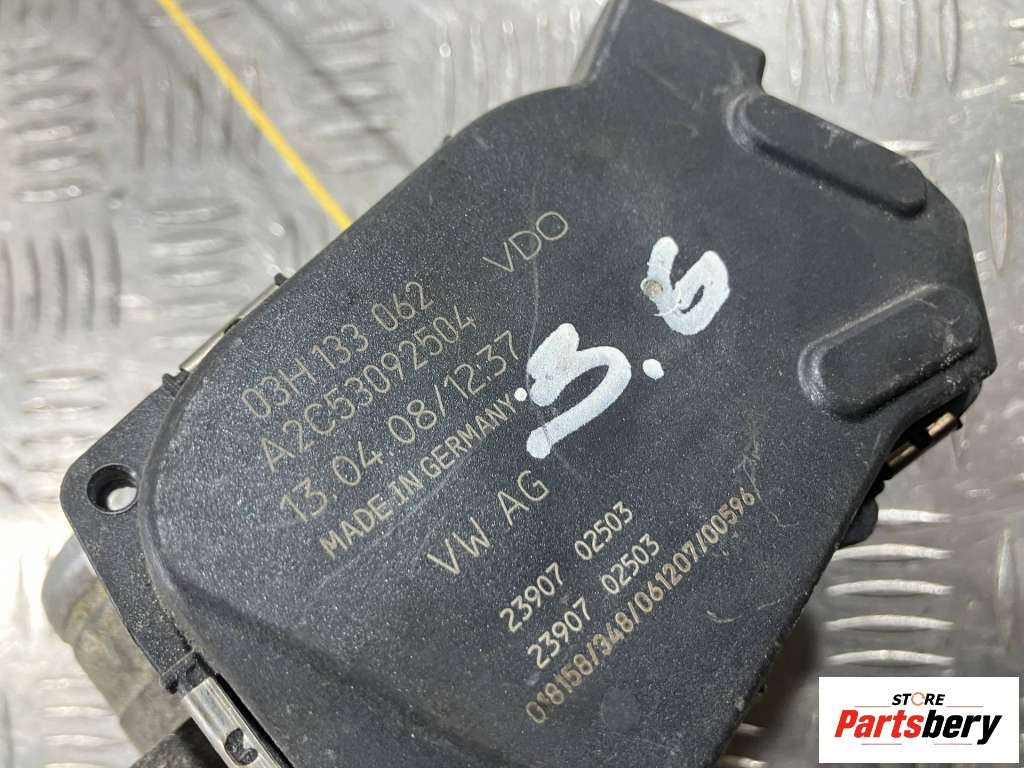 VDO
03H 133 062
A2C53092504
13.04 08/12:37
MADE IN GERMANY
VW AG
3.6
23907 02503
23907 02503
018158/348/061207/00596
STORE
Partsbery